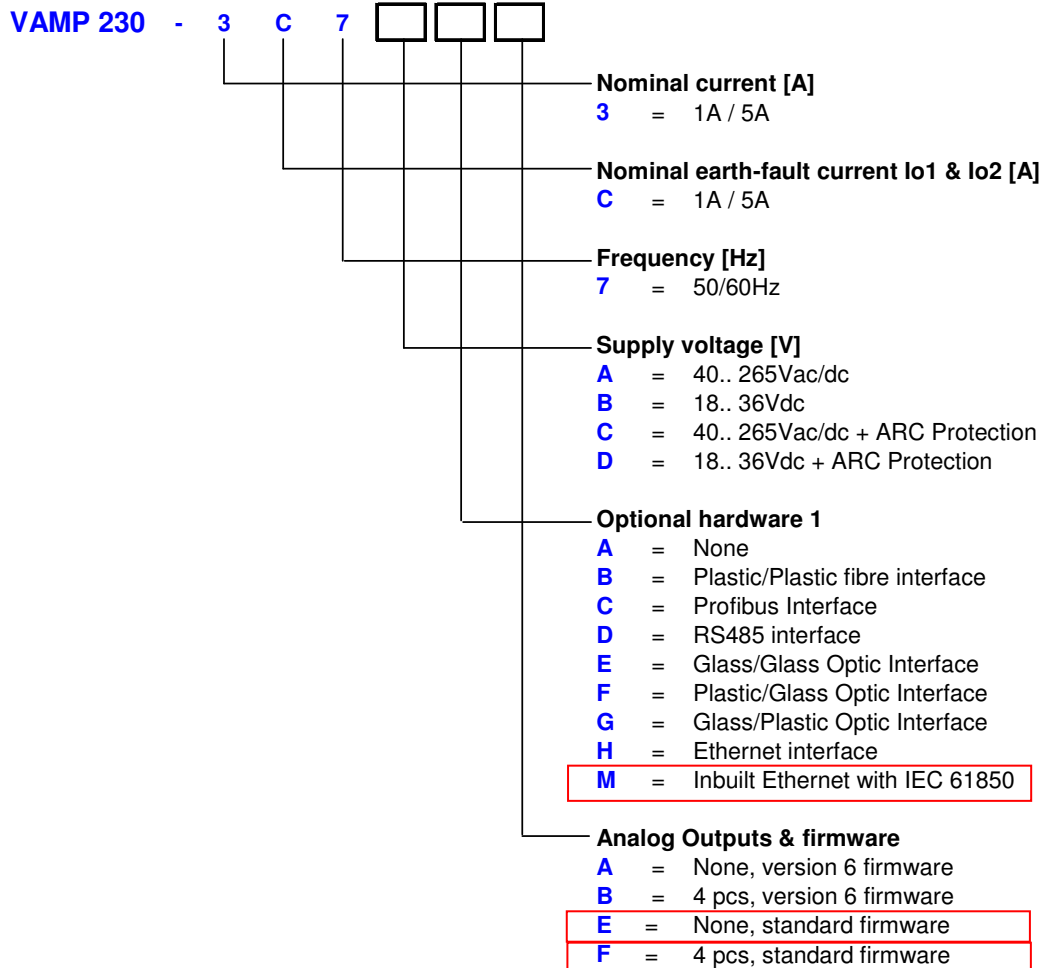 VAMP 230 - 3 C 7
Nominal current [A]
3 = 1A / 5A
Nominal earth-fault current Io1 & Io2 [A]
C = 1A / 5A
Frequency [Hz]
7 = 50/60Hz
Supply voltage [V]
A = 40.. 265Vac/dc
B = 18.. 36Vdc
C = 40.. 265Vac/dc + ARC Protection
D = 18.. 36Vdc + ARC Protection
Optional hardware 1
A = None
B = Plastic/Plastic fibre interface
C = Profibus Interface
D = RS485 interface
E = Glass/Glass Optic Interface
F = Plastic/Glass Optic Interface
G = Glass/Plastic Optic Interface
H = Ethernet interface
M = Inbuilt Ethernet with IEC 61850
Analog Outputs & firmware
A = None, version 6 firmware
B = 4 pcs, version 6 firmware
E = None, standard firmware
F = 4 pcs, standard firmware